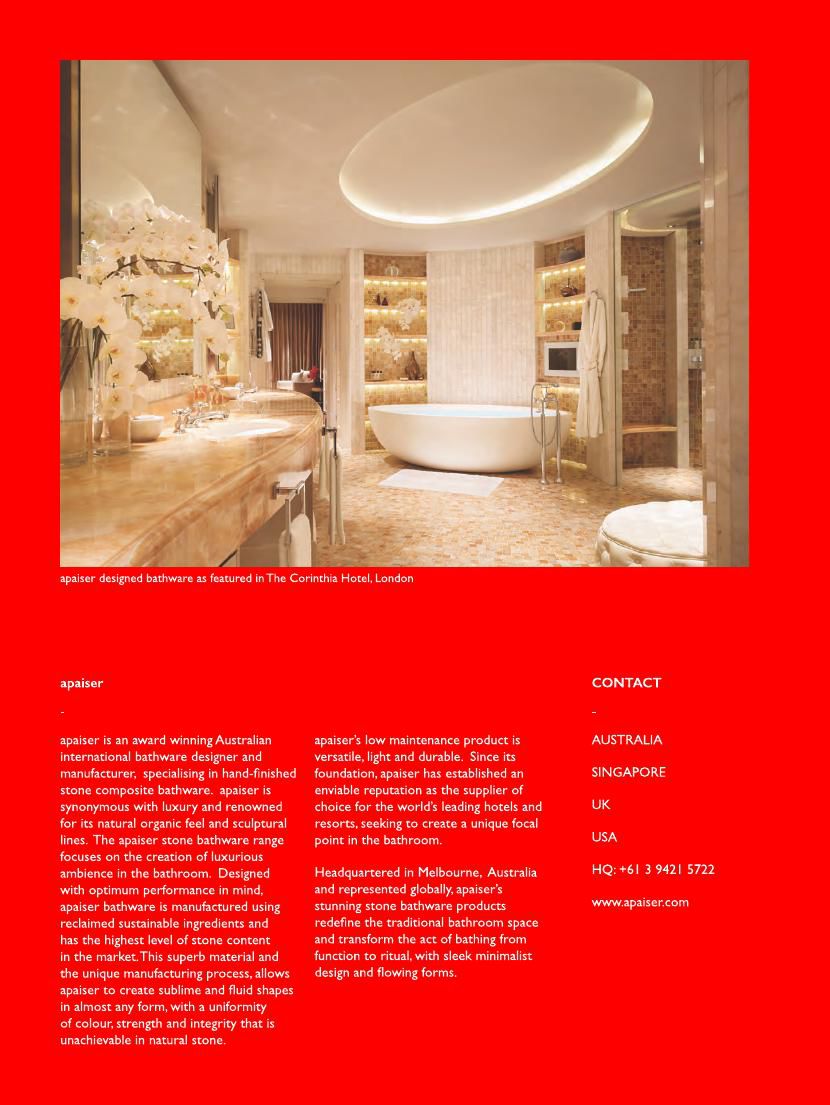 apaiser designed bathware as featured in The Corinthia Hotel, London
apaiser
-
apaiser is an award winning Australian
international bathware designer and
manufacturer, specialising in hand-finished
stone composite bathware. apaiser is
synonymous with luxury and renowned
for its natural organic feel and sculptural
lines. The apaiser stone bathware range
focuses on the creation of luxurious
ambience in the bathroom. Designed
with optimum performance in mind,
apaiser bathware is manufactured using
reclaimed sustainable ingredients and
has the highest level of stone content
in the market. This superb material and
the unique manufacturing process, allows
apaiser to create sublime and fluid shapes
in almost any form, with a uniformity
of colour, strength and integrity that is
unachievable in natural stone.
apaiser's low maintenance product is
versatile, light and durable. Since its
foundation, apaiser has established an
enviable reputation as the supplier of
choice for the world's leading hotels and
resorts, seeking to create a unique focal
point in the bathroom.
Headquartered in Melbourne, Australia
and represented globally, apaiser's
stunning stone bathware products
redefine the traditional bathroom space
and transform the act of bathing from
function to ritual, with sleek minimalist
design and flowing forms.
CONTACT
-
AUSTRALIA
SINGAPORE
UK
USA
HQ: +61 3 9421 5722
www.apaiser.com